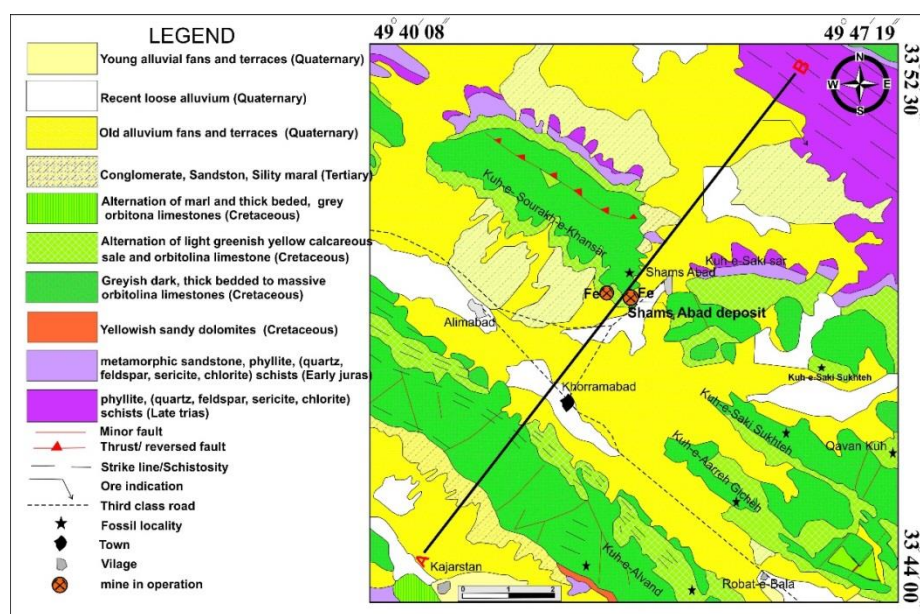 LEGEND
Young alluvial fans and terraces (Quaternary)
Recent loose alluvium (Quaternary)
Old alluvium fans and terraces (Quaternary)
Conglomerate, Sandston, Sility maral (Tertiary)
Alternation of marl and thick beded, grey
orbitona limestones (Cretaceous)
Alternation of light greenish yellow calcareous
sale and orbitolina limestone (Cretaceous)
Greyish dark, thick bedded to massive
orbitolina limestones (Cretaceous)
Yellowish sandy dolomites (Cretaceous)
metamorphic sandstone, phyllite, (quartz,
feldspar, sericite, chlorite) schists (Early juras)
phyllite, (quartz, feldspar, sericite, chlorite)
schists (Late trias)
Minor fault
Thrust/ reversed fault
Strike line/Schistosity
Ore indication
Third class road
Fossil locality
Town
Vilage
mine in operation
49° 40 08
49° 47 19
33 52 30
33 44 00
N
W E
S
B
Kuh-e-Sourakh-e-Khansar
Kuh-e-Saki sar
Shams Abad
Fe Fe
Shams Abad deposit
Alimabad
Kuh-e-Saki Sukhteh
Khorramabad
Kuh-e-Saki Sukhteh
Qavan Kuh
Kuh-e-Aarreh Gicheh
A
Kajarstan
Kuh-e-Alvand
Robat-e-Bala
0 1 2